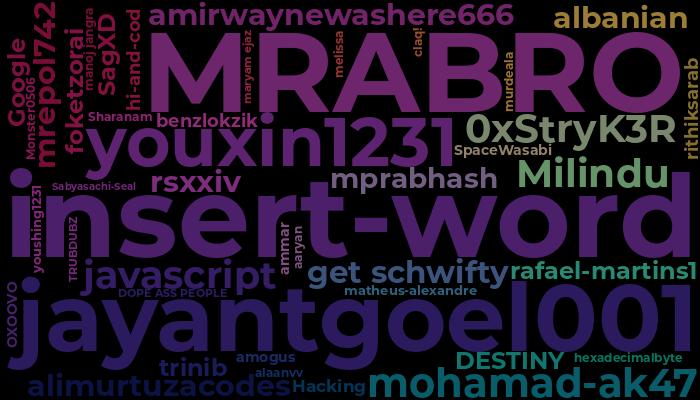 amirwaynewashere666
albanian
Google
mrepol742
Monster0506
foketzorai
manoj jangra
SagXD
hi-and-cod
MRABRO
maryam ejaz
melissa
claq!
murdeala
rithiksarab
Sharanam
benzlokzik
youxin1231
0xStryK3R
SpaceWasabi
rsxxiv
mprabhash
Milindu
Sabyasachi-Seal
insert-word
youshing1231
TRUBDUBZ
ammar
aaryan
javascript
get schwifty
rafael-martins1
DOPE ASS PEOPLE
matheus-alexandre
OXOOVO
jayantgoel001
trinib
amogus
alaanvv
DESTINY
hexadecimalbyte
alimurtuzacodes
Hacking
mohamad-ak47